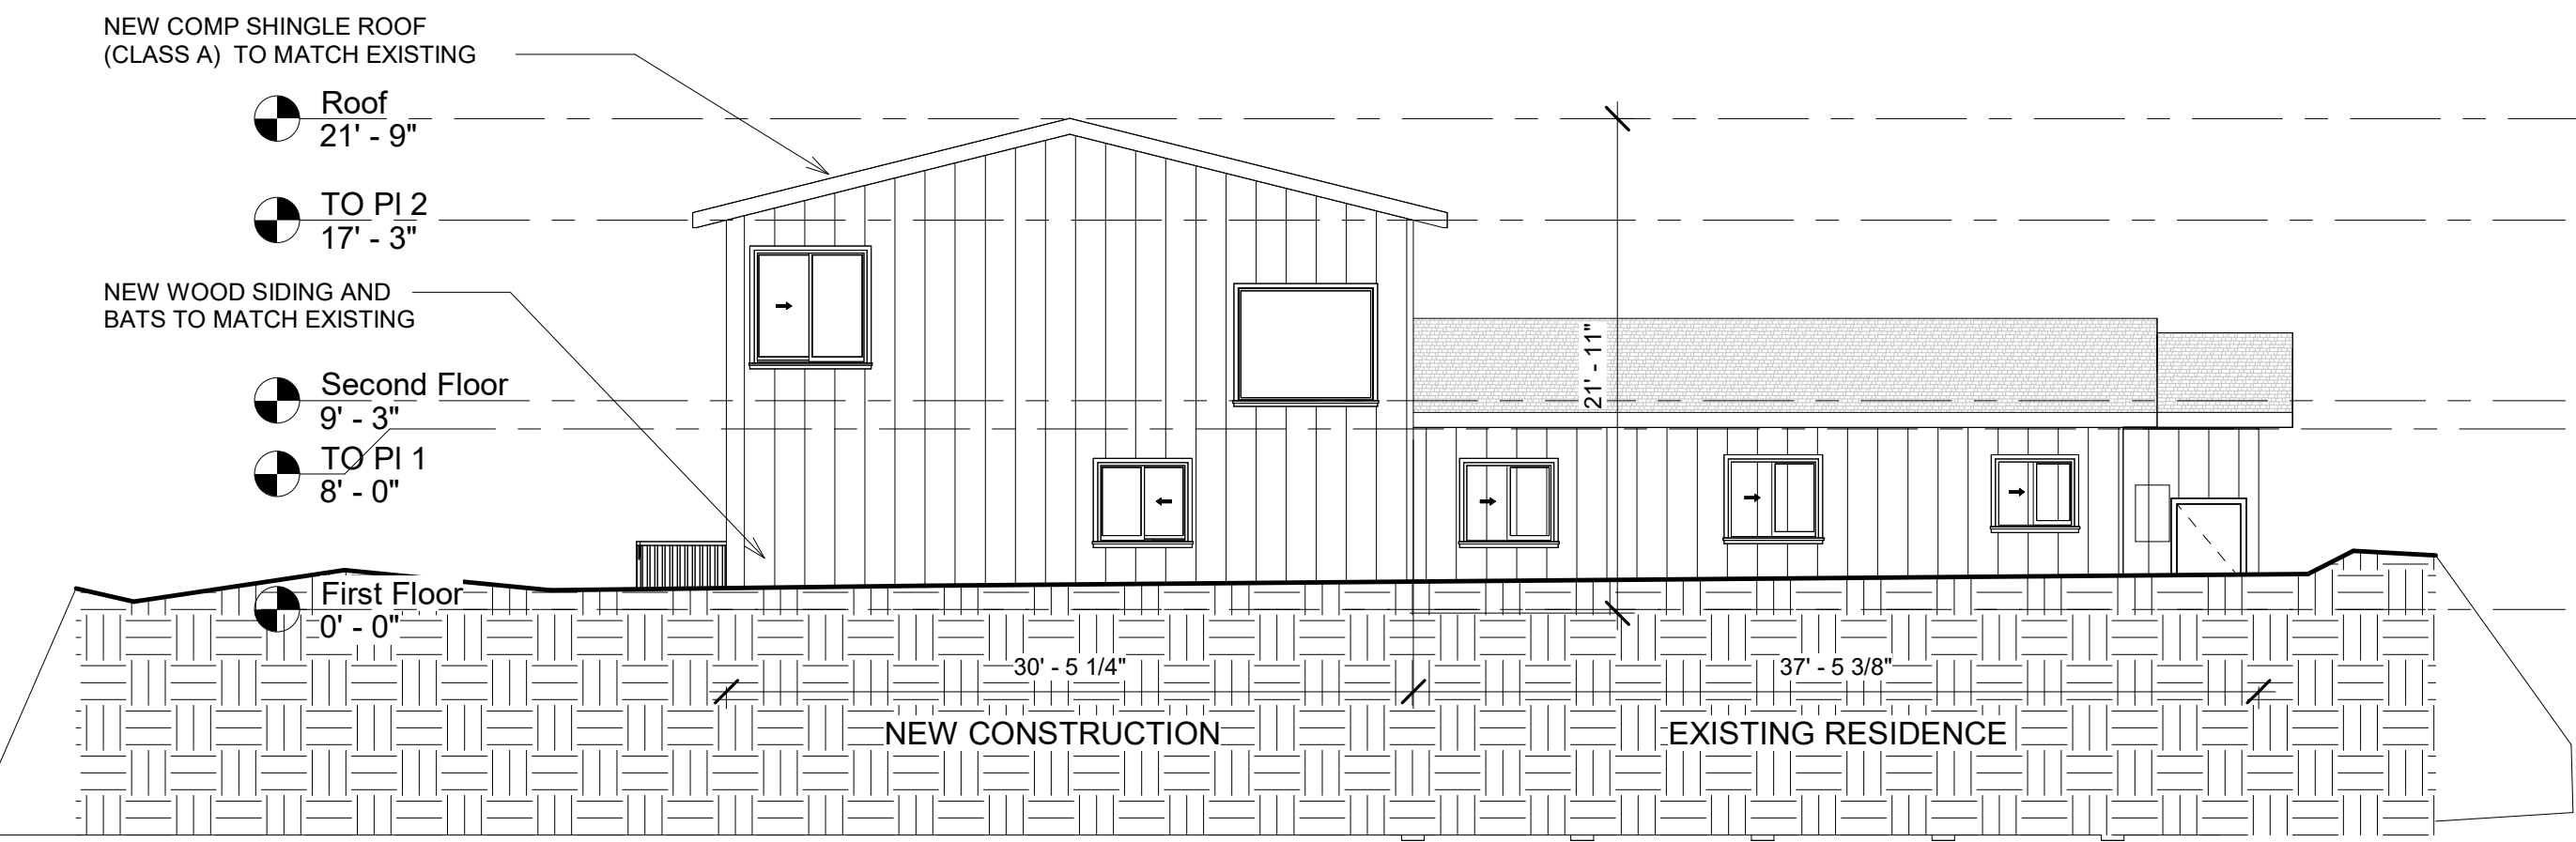 NEW COMP SHINGLE ROOF
(CLASS A)  TO MATCH EXISTING
Roof
21' - 9"
TO Pl 2
17' - 3"
NEW WOOD SIDING AND
BATS TO MATCH EXISTING
Second Floor
9' - 3"
TO Pl 1
8' - 0"
First Floor
0' - 0"
21' - 11"
30' - 5 1/4"
37' - 5 3/8"
NEW CONSTRUCTION
EXISTING RESIDENCE